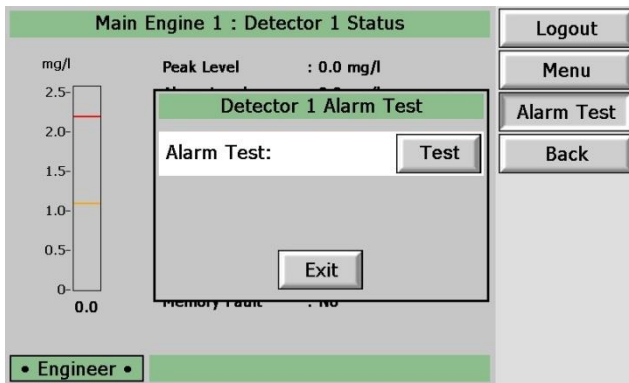 Main Engine 1 : Detector 1 Status
Logout
Menu
Alarm Test
Back
mg/l
2.5-
2.0-
1.5-
1.0-
0.5-
0-
0.0
Peak Level : 0.0 mg/l
Detector 1 Alarm Test
Alarm Test: Test
Exit
Memory Fault : No
• Engineer •